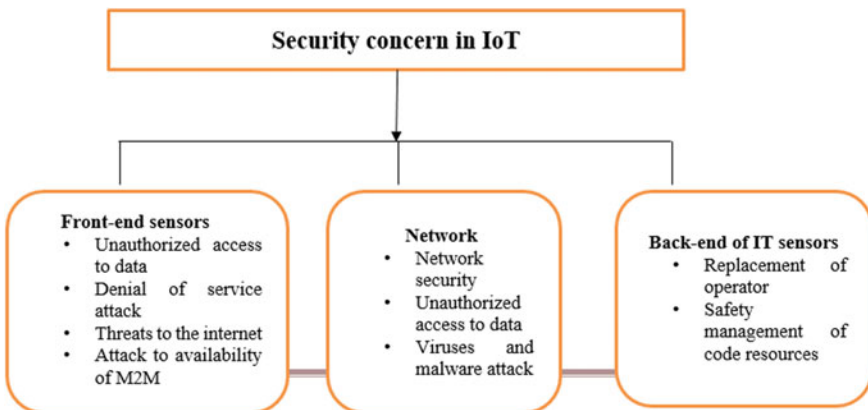 Security concern in IoT
Front-end sensors
• Unauthorized access
to data
• Denial of service
attack
• Threats to the internet
• Attack to availability
of M2M
Network
• Network
security
• Unauthorized
access to data
• Viruses and
malware attack
Back-end of IT sensors
• Replacement of
operator
• Safety
management of
code resources